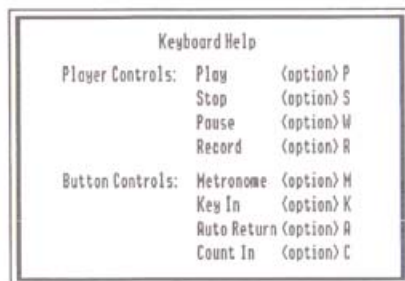 Keyboard Help
Player Controls: Play <option> P
Stop <option> S
Pause <option> W
Record <option> R
Button Controls: Metronome <option> M
Key In <option> K
Auto Return <option> A
Count In <option> C